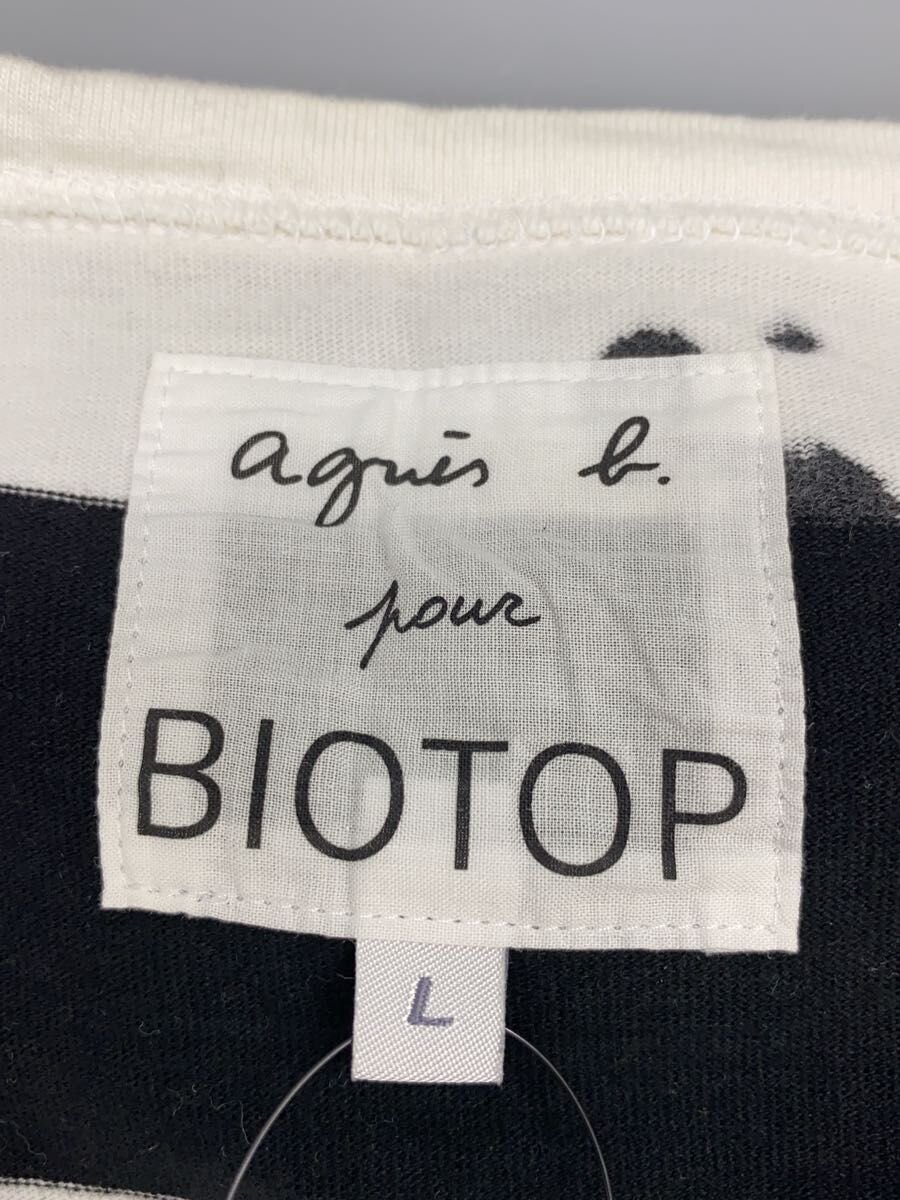 agnès b.
pour
BIOTOP
L